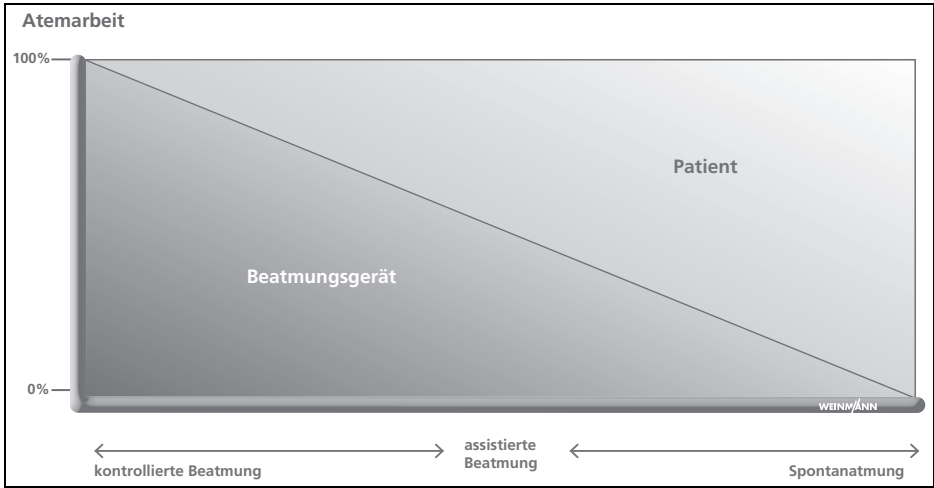 Atemarbeit
100%
Patient
Beatmungsgerät
0%
WEINMANN
assistierte
Beatmung
kontrollierte Beatmung
Spontanatmung